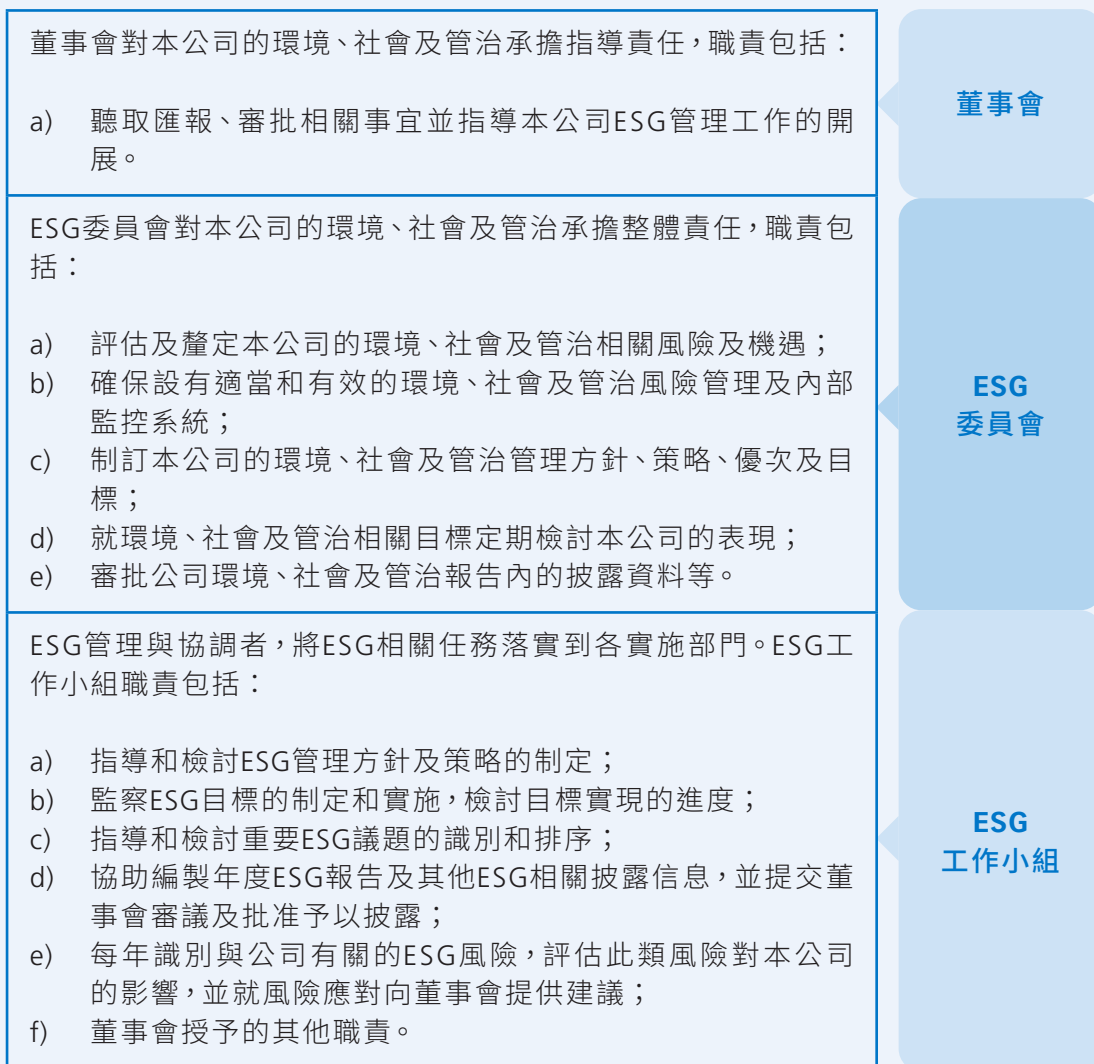 董事會對本公司的環境、社會及管治承擔指導責任，職責包括：
a) 聽取匯報、審批相關事宜並指導本公司ESG管理工作的開
展。
董事會
ESG委員會對本公司的環境、社會及管治承擔整體責任，職責包
括：
a) 評估及釐定本公司的環境、社會及管治相關風險及機遇；
b) 確保設有適當和有效的環境、社會及管治風險管理及內部
監控系統；
c) 制訂本公司的環境、社會及管治管理方針、策略、優次及目
標；
d) 就環境、社會及管治相關目標定期檢討本公司的表現；
e) 審批公司環境、社會及管治報告內的披露資料等。
ESG
委員會
ESG管理與協調者，將ESG相關任務落實到各實施部門。ESG工
作小組職責包括：
a) 指導和檢討ESG管理方針及策略的制定；
b) 監察ESG目標的制定和實施，檢討目標實現的進度；
c) 指導和檢討重要ESG議題的識別和排序；
d) 協助編製年度ESG報告及其他ESG相關披露信息，並提交董
事會審議及批准予以披露；
e) 每年識別與公司有關的ESG風險，評估此類風險對本公司
的影響，並就風險應對向董事會提供建議；
f) 董事會授予的其他職責。
ESG
工作小組